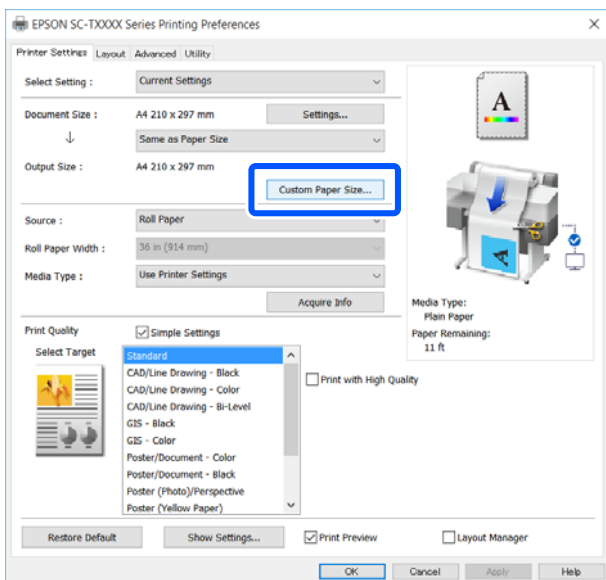 EPSON SC-TXXXX Series Printing Preferences
Printer Settings Layout Advanced Utility
Select Setting : Current Settings
Document Size : A4 210 x 297 mm Settings...
Same as Paper Size
Output Size : A4 210 x 297 mm
Custom Paper Size...
Source : Roll Paper
Roll Paper Width : 36 in (914 mm)
Media Type : Use Printer Settings
Acquire Info
A
A
Media Type:
Plain Paper
Paper Remaining:
11 ft
Print Quality Simple Settings
Select Target
Standard
CAD/Line Drawing - Black
CAD/Line Drawing - Color
CAD/Line Drawing - Bi-Level
GIS - Black
GIS - Color
Poster/Document - Color
Poster/Document - Black
Poster (Photo)/Perspective
Poster (Yellow Paper)
Print with High Quality
Restore Default Show Settings... Print Preview Layout Manager
OK Cancel Apply Help